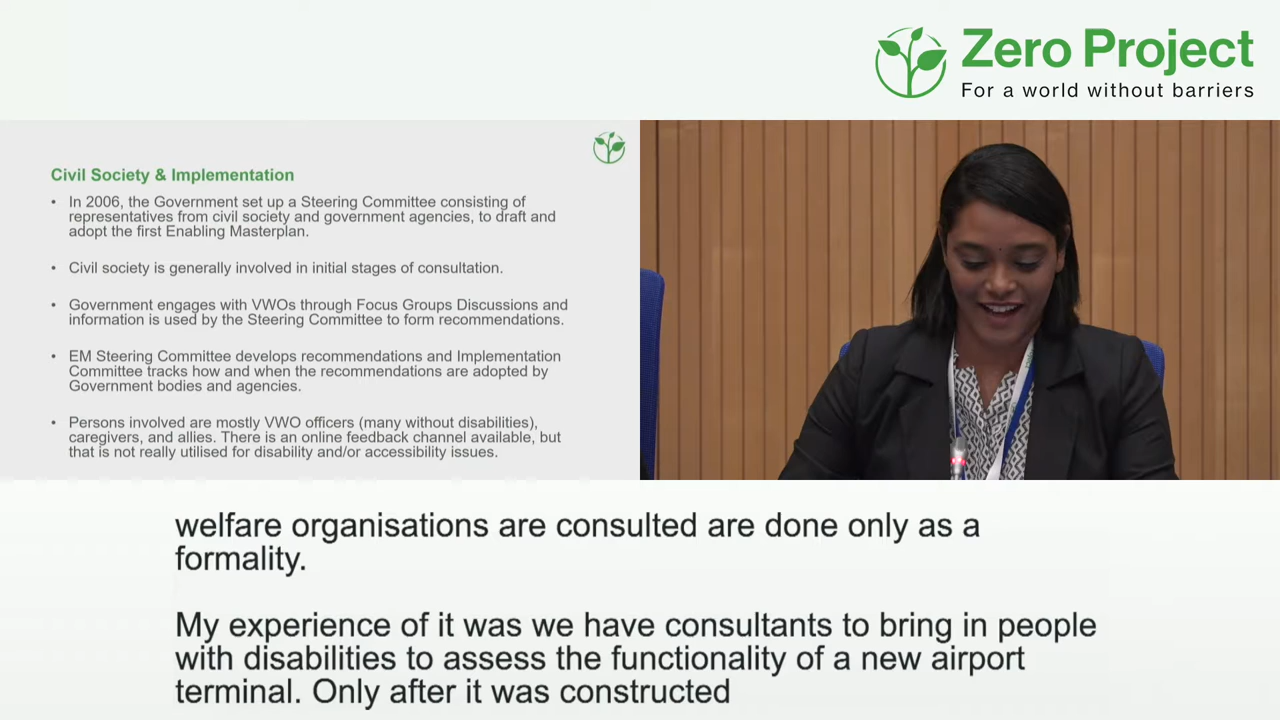 Zero Project
For a world without barriers
Civil Society & Implementation
• In 2006, the Government set up a Steering Committee consisting of
representatives from civil society and government agencies, to draft and
adopt the first Enabling Masterplan.
• Civil society is generally involved in initial stages of consultation.
• Government engages with VWOs through Focus Groups Discussions and
information is used by the Steering Committee to form recommendations.
• EM Steering Committee develops recommendations and Implementation
Committee tracks how and when the recommendations are adopted by
Government bodies and agencies.
• Persons involved are mostly VWO officers (many without disabilities),
caregivers, and allies. There is an online feedback channel available, but
that is not really utilised for disability and/or accessibility issues.
welfare organisations are consulted are done only as a
formality.
My experience of it was we have consultants to bring in people
with disabilities to assess the functionality of a new airport
terminal. Only after it was constructed